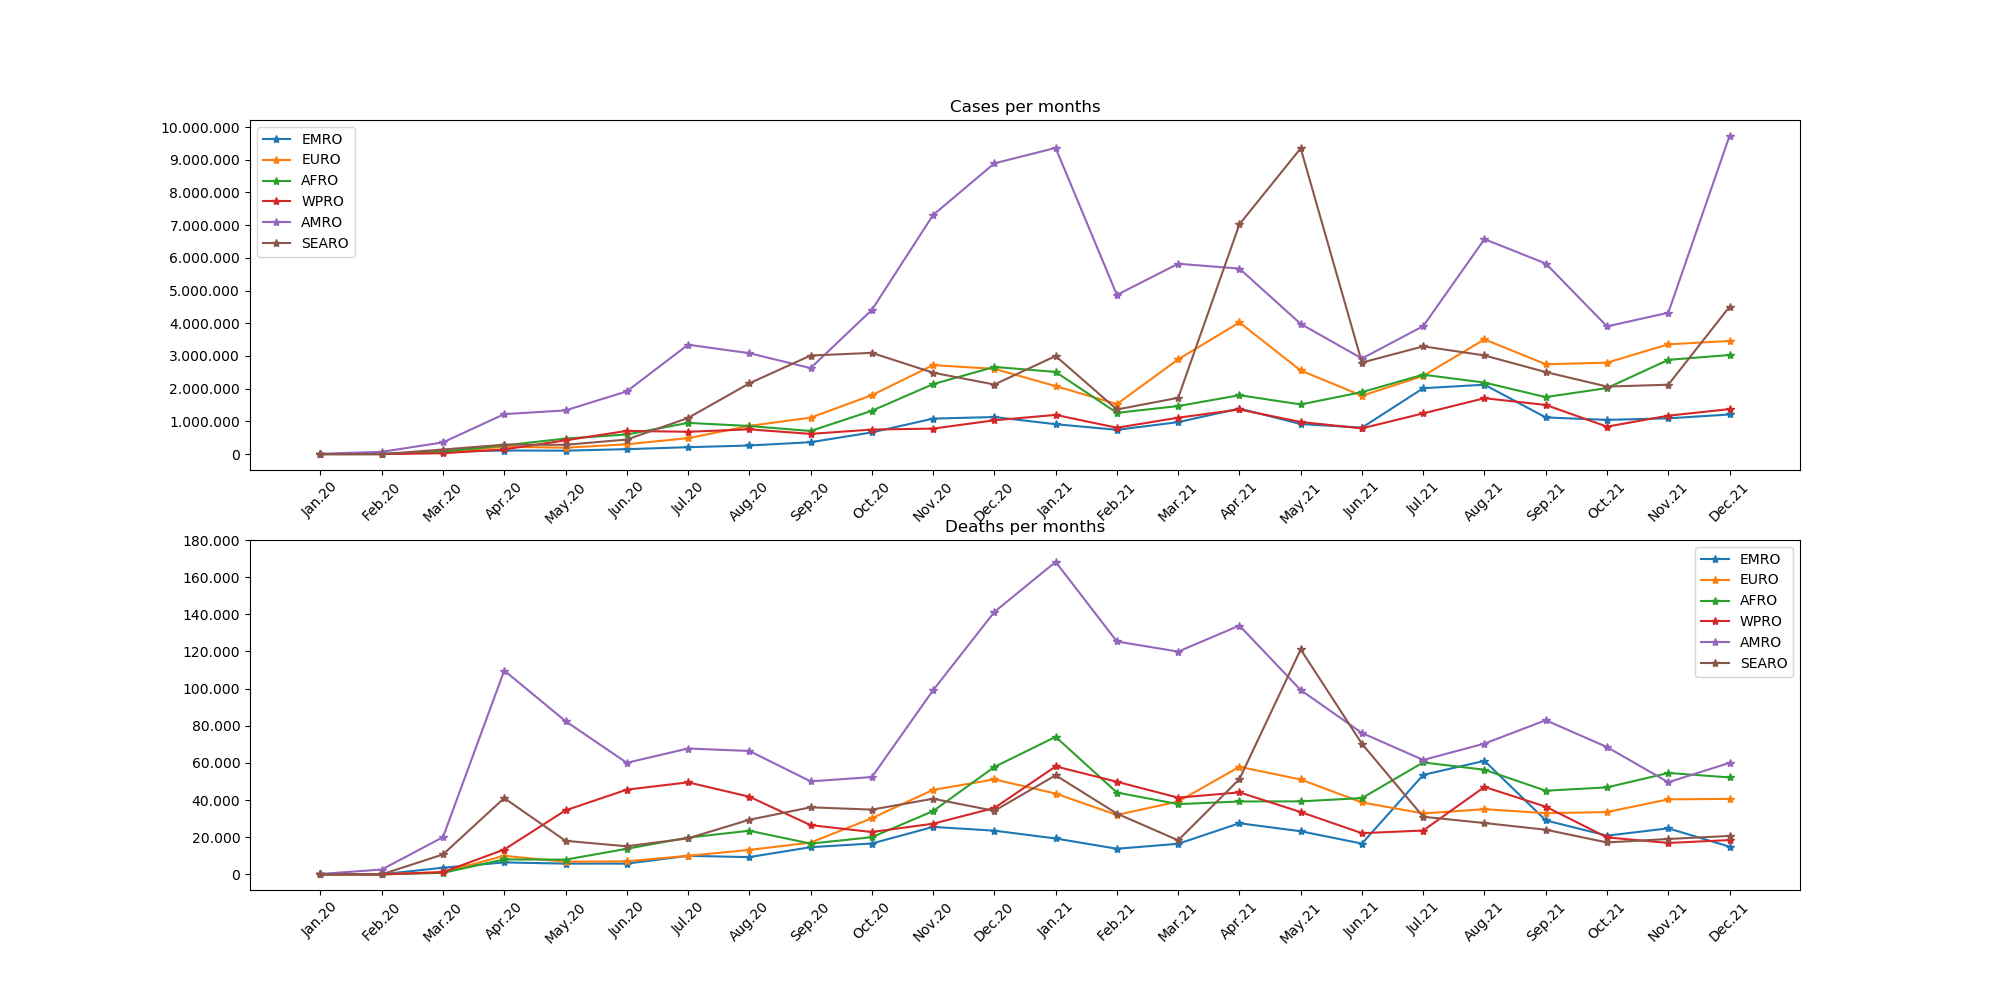 Cases per months
10.000.000
9.000.000
8.000.000
7.000.000
6.000.000
5.000.000
4.000.000
3.000.000
2.000.000
1.000.000
0
EMRO
EURO
AFRO
WPRO
AMRO
SEARO
Jan.20 Feb.20 Mar.20 Apr.20 May.20 Jun.20 Jul.20 Aug.20 Sep.20 Oct.20 Nov.20 Dec.20 Jan.21 Feb.21 Mar.21 Apr.21 May.21 Jun.21 Jul.21 Aug.21 Sep.21 Oct.21 Nov.21 Dec.21
Deaths per months
180.000
160.000
140.000
120.000
100.000
80.000
60.000
40.000
20.000
0
EMRO
EURO
AFRO
WPRO
AMRO
SEARO
Jan.20 Feb.20 Mar.20 Apr.20 May.20 Jun.20 Jul.20 Aug.20 Sep.20 Oct.20 Nov.20 Dec.20 Jan.21 Feb.21 Mar.21 Apr.21 May.21 Jun.21 Jul.21 Aug.21 Sep.21 Oct.21 Nov.21 Dec.21